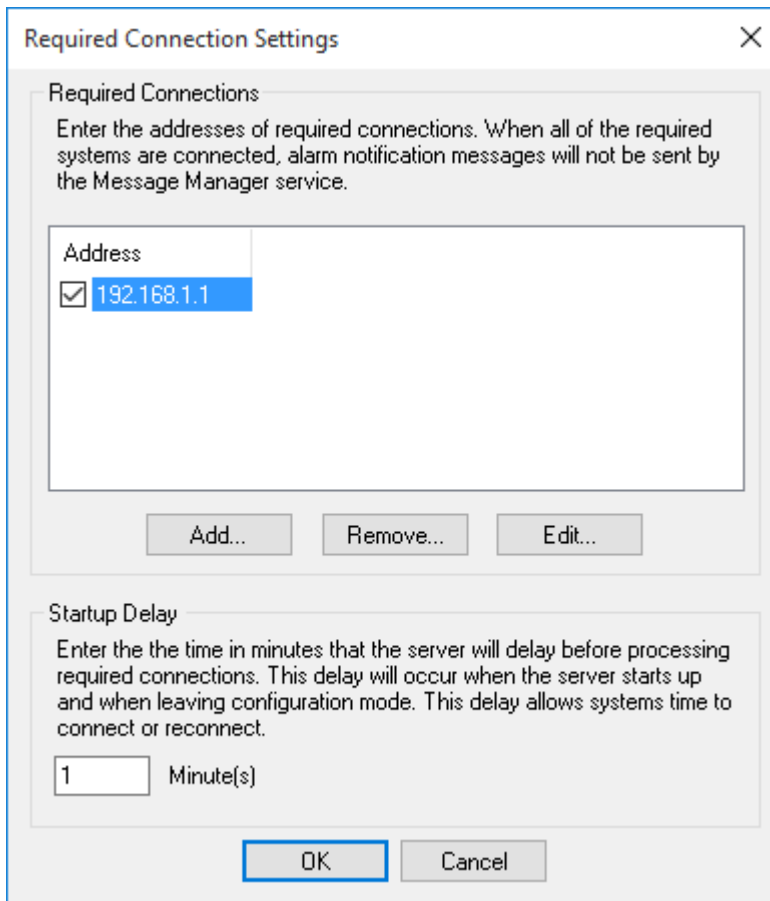 Required Connection Settings
Required Connections
Enter the addresses of required connections. When all of the required
systems are connected, alarm notification messages will not be sent by
the Message Manager service.
Address
192.168.1.1
Add... Remove... Edit...
Startup Delay
Enter the the time in minutes that the server will delay before processing
required connections. This delay will occur when the server starts up
and when leaving configuration mode. This delay allows systems time to
connect or reconnect.
1 Minute(s)
OK Cancel